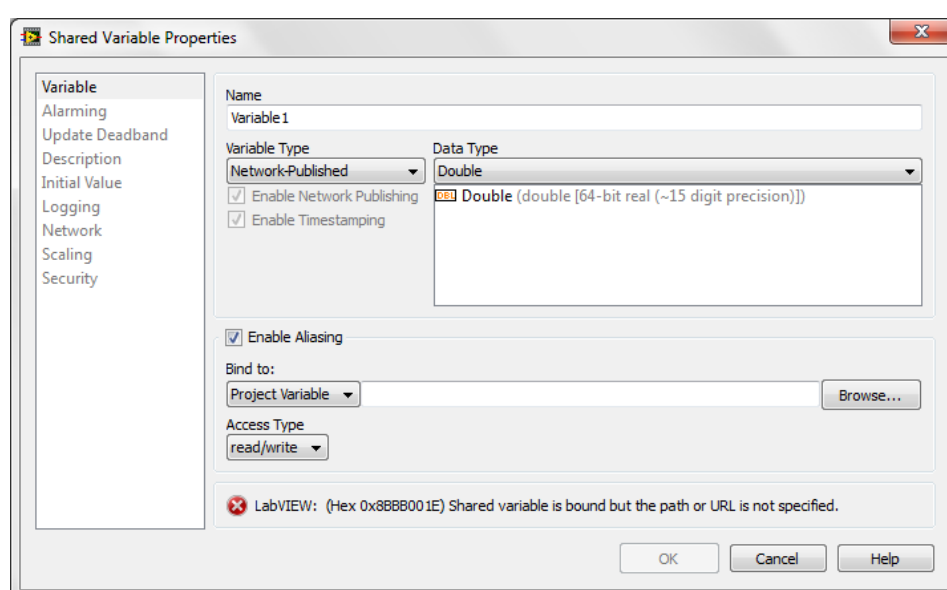 Shared Variable Properties
Variable
Alarming
Update Deadband
Description
Initial Value
Logging
Network
Scaling
Security
Name
Variable1
Variable Type
Data Type
Network-Published
Double
Enable Network Publishing
Enable Timestamping
DBL Double (double [64-bit real (~15 digit precision)])
Enable Aliasing
Bind to:
Project Variable
Browse...
Access Type
read/write
LabVIEW: (Hex 0x8BBB001E) Shared variable is bound but the path or URL is not specified.
OK
Cancel
Help